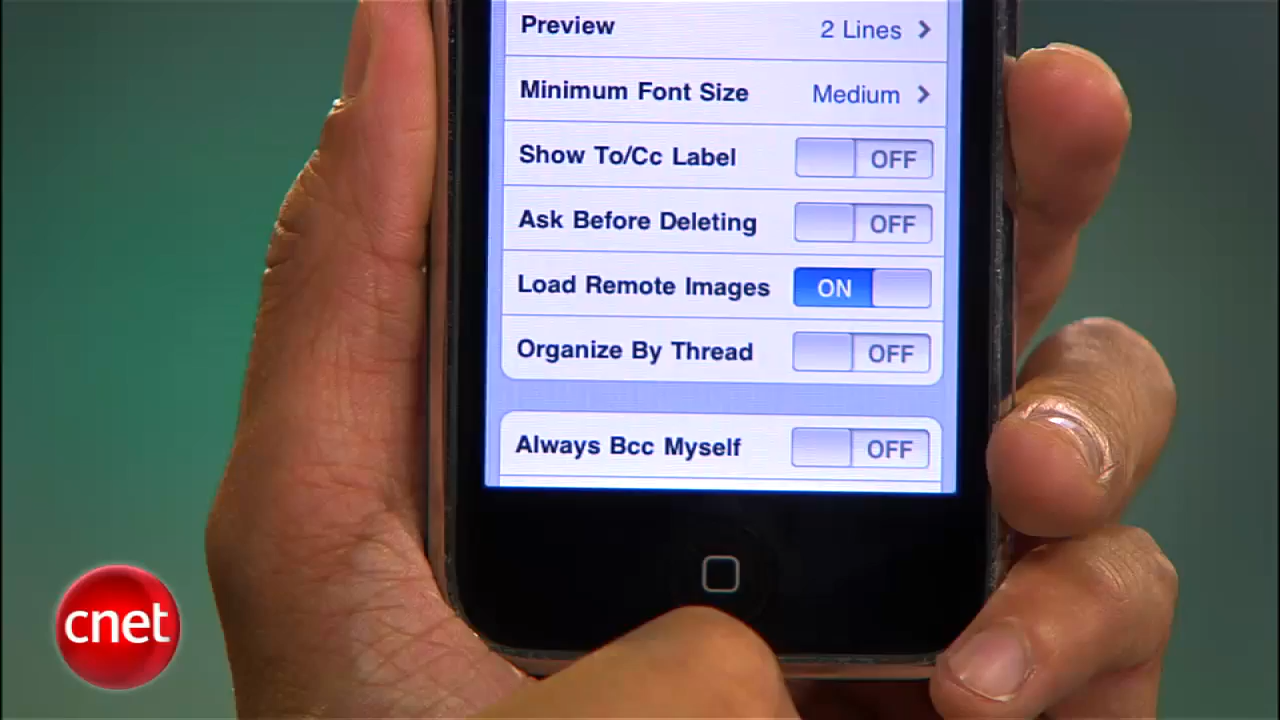 Preview 2 Lines
Minimum Font Size Medium
Show To/Cc Label OFF
Ask Before Deleting OFF
Load Remote Images ON
Organize By Thread OFF
Always Bcc Myself OFF
cnet